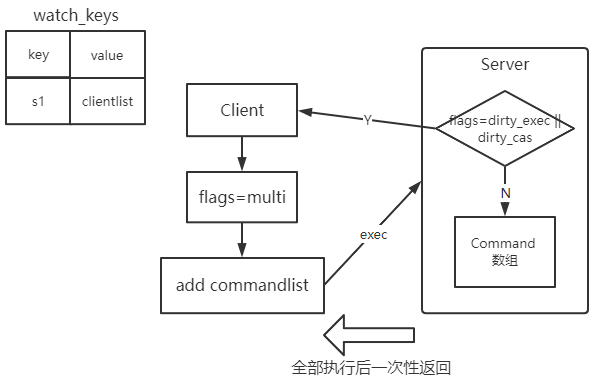 watch_keys
key value
s1 clientlist
Client
flags=multi
add commandlist
exec
Server
flags=dirty_exec ||
dirty_cas
Y
N
Command
数组
全部执行后一次性返回